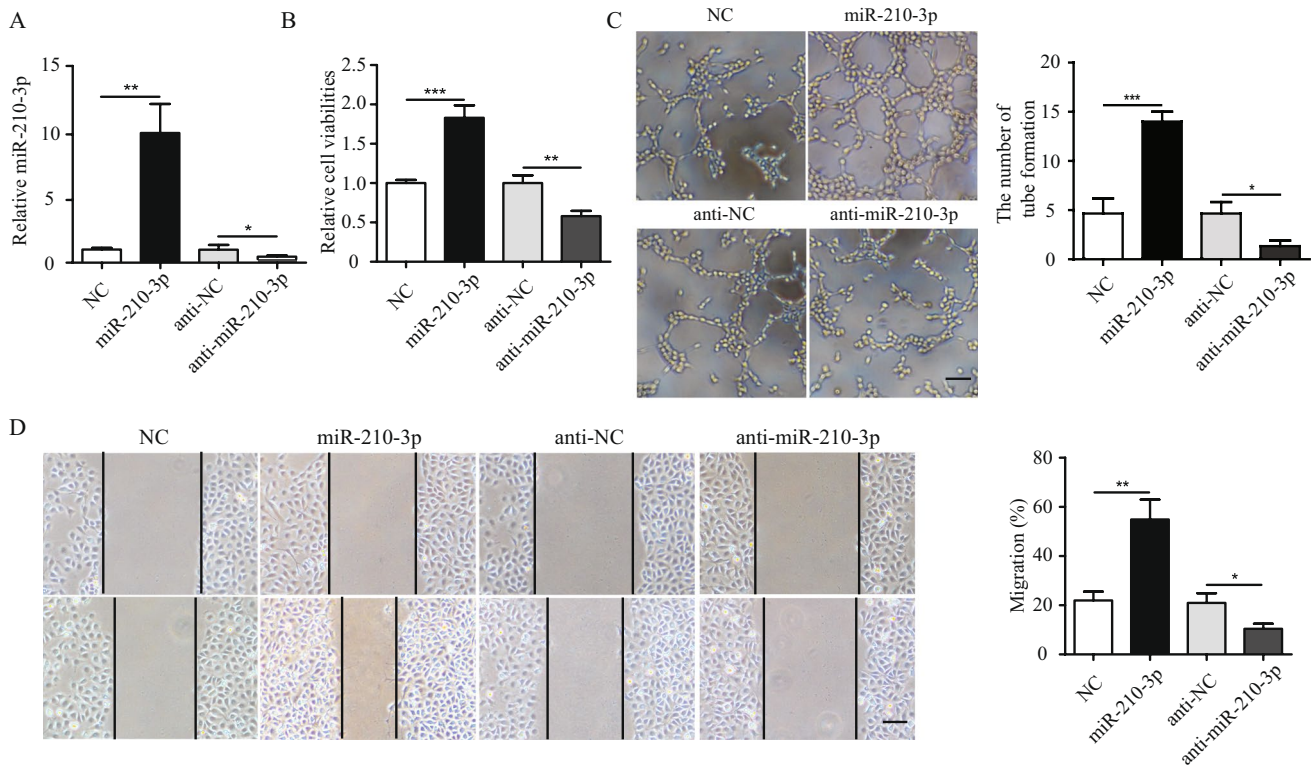 A
Relative miR-210-3p
15
10
5
0
**
*
NC
miR-210-3p
anti-NC
anti-miR-210-3p
B
Relative cell viabilities
2.5
2.0
1.5
1.0
0.5
0
***
**
NC
miR-210-3p
anti-NC
anti-miR-210-3p
C
NC
miR-210-3p
anti-NC
anti-miR-210-3p
The number of
tube formation
20
15
10
5
0
***
*
NC
miR-210-3p
anti-NC
anti-miR-210-3p
D
NC
miR-210-3p
anti-NC
anti-miR-210-3p
Migration (%)
80
60
40
20
0
**
*
NC
miR-210-3p
anti-NC
anti-miR-210-3p